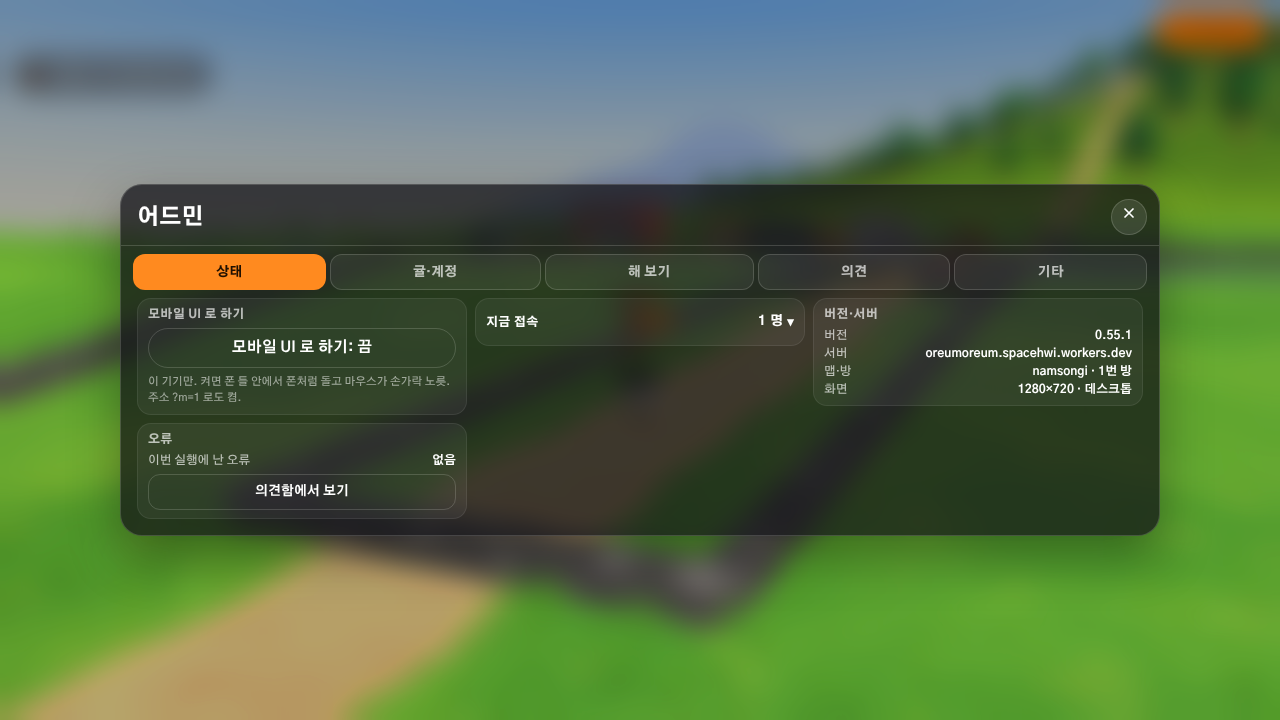 어드민
×
상태
귤·계정
해 보기
의견
기타
모바일 UI 로 하기
모바일 UI 로 하기: 끔
이 기기만. 켜면 폰 틀 안에서 폰처럼 돌고 마우스가 손가락 노릇.
주소 ?m=1 로도 켬.
오류
이번 실행에 난 오류 없음
의견함에서 보기
지금 접속 1 명 ▾
버전·서버
버전 0.55.1
서버 oreumoreum.spacehwi.workers.dev
맵·방 namsongi · 1번 방
화면 1280×720 · 데스크톱